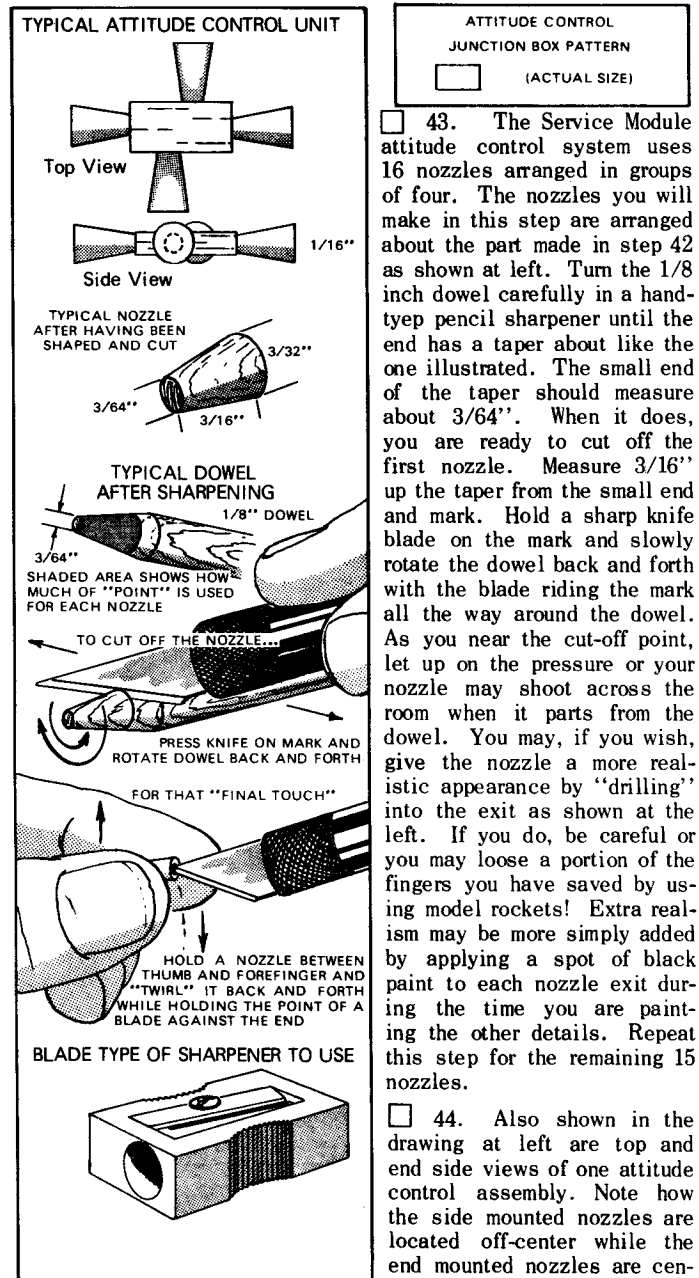 TYPICAL ATTITUDE CONTROL UNIT
Top View
1/16''
Side View
TYPICAL NOZZLE
AFTER HAVING BEEN
SHAPED AND CUT
3/32''
3/64''
3/16''
TYPICAL DOWEL
AFTER SHARPENING
1/8'' DOWEL
3/64''
SHADED AREA SHOWS HOW
MUCH OF "POINT" IS USED
FOR EACH NOZZLE
TO CUT OFF THE NOZZLE...
PRESS KNIFE ON MARK AND
ROTATE DOWEL BACK AND FORTH
FOR THAT "FINAL TOUCH"
HOLD A NOZZLE BETWEEN
THUMB AND FOREFINGER AND
"TWIRL" IT BACK AND FORTH
WHILE HOLDING THE POINT OF A
BLADE AGAINST THE END
BLADE TYPE OF SHARPENER TO USE
ATTITUDE CONTROL
JUNCTION BOX PATTERN
(ACTUAL SIZE)
43. The Service Module
attitude control system uses
16 nozzles arranged in groups
of four. The nozzles you will
make in this step are arranged
about the part made in step 42
as shown at left. Turn the 1/8
inch dowel carefully in a hand-
tyep pencil sharpener until the
end has a taper about like the
one illustrated. The small end
of the taper should measure
about 3/64''. When it does,
you are ready to cut off the
first nozzle. Measure 3/16''
up the taper from the small end
and mark. Hold a sharp knife
blade on the mark and slowly
rotate the dowel back and forth
with the blade riding the mark
all the way around the dowel.
As you near the cut-off point,
let up on the pressure or your
nozzle may shoot across the
room when it parts from the
dowel. You may, if you wish,
give the nozzle a more real-
istic appearance by "drilling"
into the exit as shown at the
left. If you do, be careful or
you may loose a portion of the
fingers you have saved by us-
ing model rockets! Extra real-
ism may be more simply added
by applying a spot of black
paint to each nozzle exit dur-
ing the time you are paint-
ing the other details. Repeat
this step for the remaining 15
nozzles.
44. Also shown in the
drawing at left are top and
end side views of one attitude
control assembly. Note how
the side mounted nozzles are
located off-center while the
end mounted nozzles are cen-